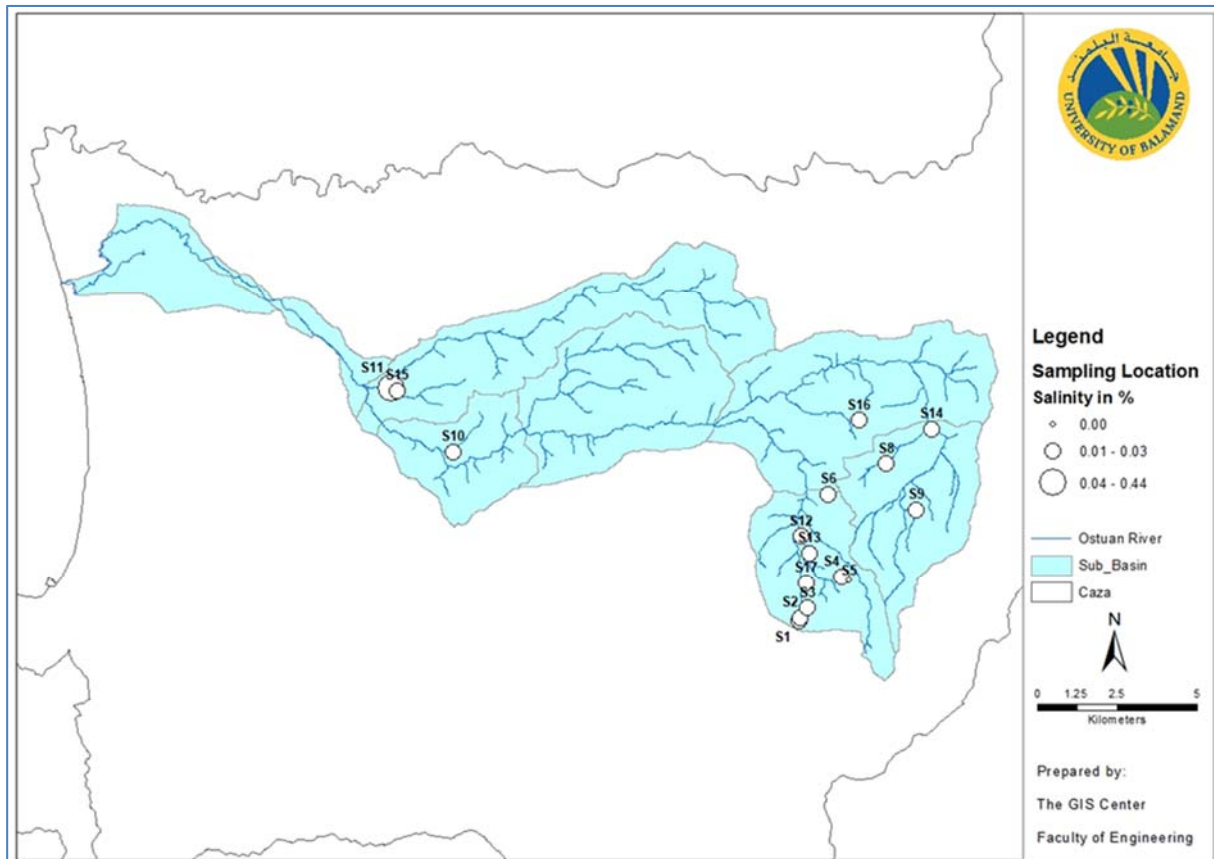 جامعة البلمند
UNIVERSITY OF BALAMAND
S11
S15
S10
S16
S14
S8
S9
S6
S12
S13
S4
S5
S17
S3
S2
S1
Legend
Sampling Location
Salinity in %
0.00
0.01 - 0.03
0.04 - 0.44
Ostuan River
Sub_Basin
Caza
N
0 1.25 2.5 5
Kilometers
Prepared by:
The GIS Center
Faculty of Engineering